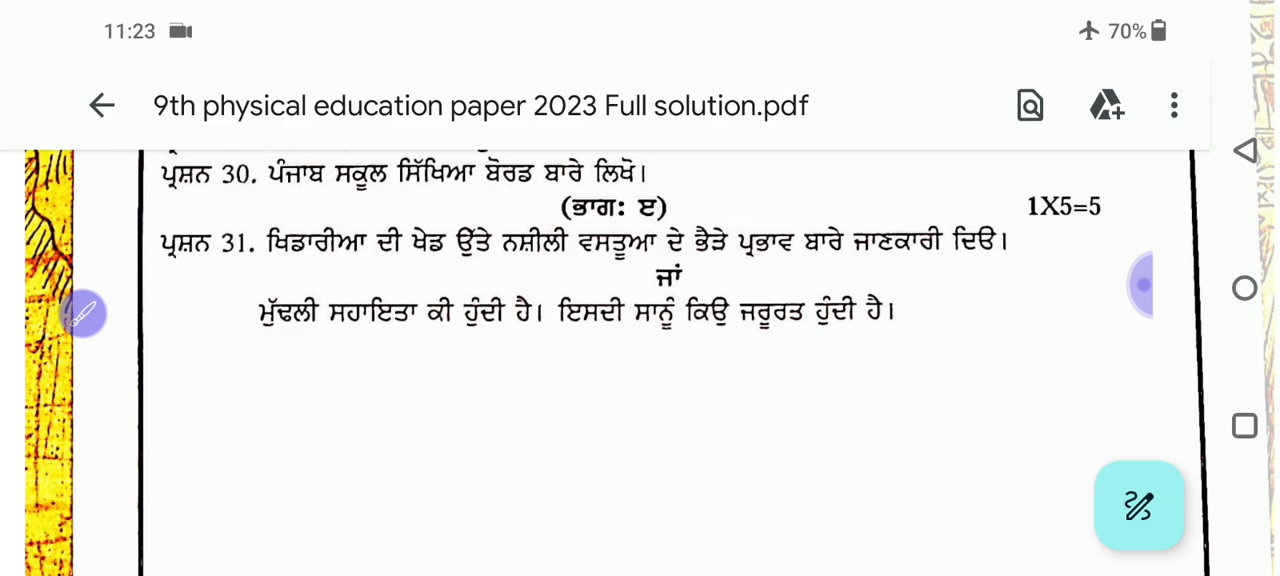 11:23 70%
9th physical education paper 2023 Full solution.pdf
ਪ੍ਰਸ਼ਨ 30. ਪੰਜਾਬ ਸਕੂਲ ਸਿੱਖਿਆ ਬੋਰਡ ਬਾਰੇ ਲਿਖੋ।
(ਭਾਗ: ੲ) 1X5=5
ਪ੍ਰਸ਼ਨ 31. ਖਿਡਾਰੀਆ ਦੀ ਖੇਡ ਉੱਤੇ ਨਸ਼ੀਲੀ ਵਸਤੂਆ ਦੇ ਭੈੜੇ ਪ੍ਰਭਾਵ ਬਾਰੇ ਜਾਣਕਾਰੀ ਦਿਓ।
ਜਾਂ
ਮੁੱਢਲੀ ਸਹਾਇਤਾ ਕੀ ਹੁੰਦੀ ਹੈ। ਇਸਦੀ ਸਾਨੂੰ ਕਿਉ ਜਰੂਰਤ ਹੁੰਦੀ ਹੈ।